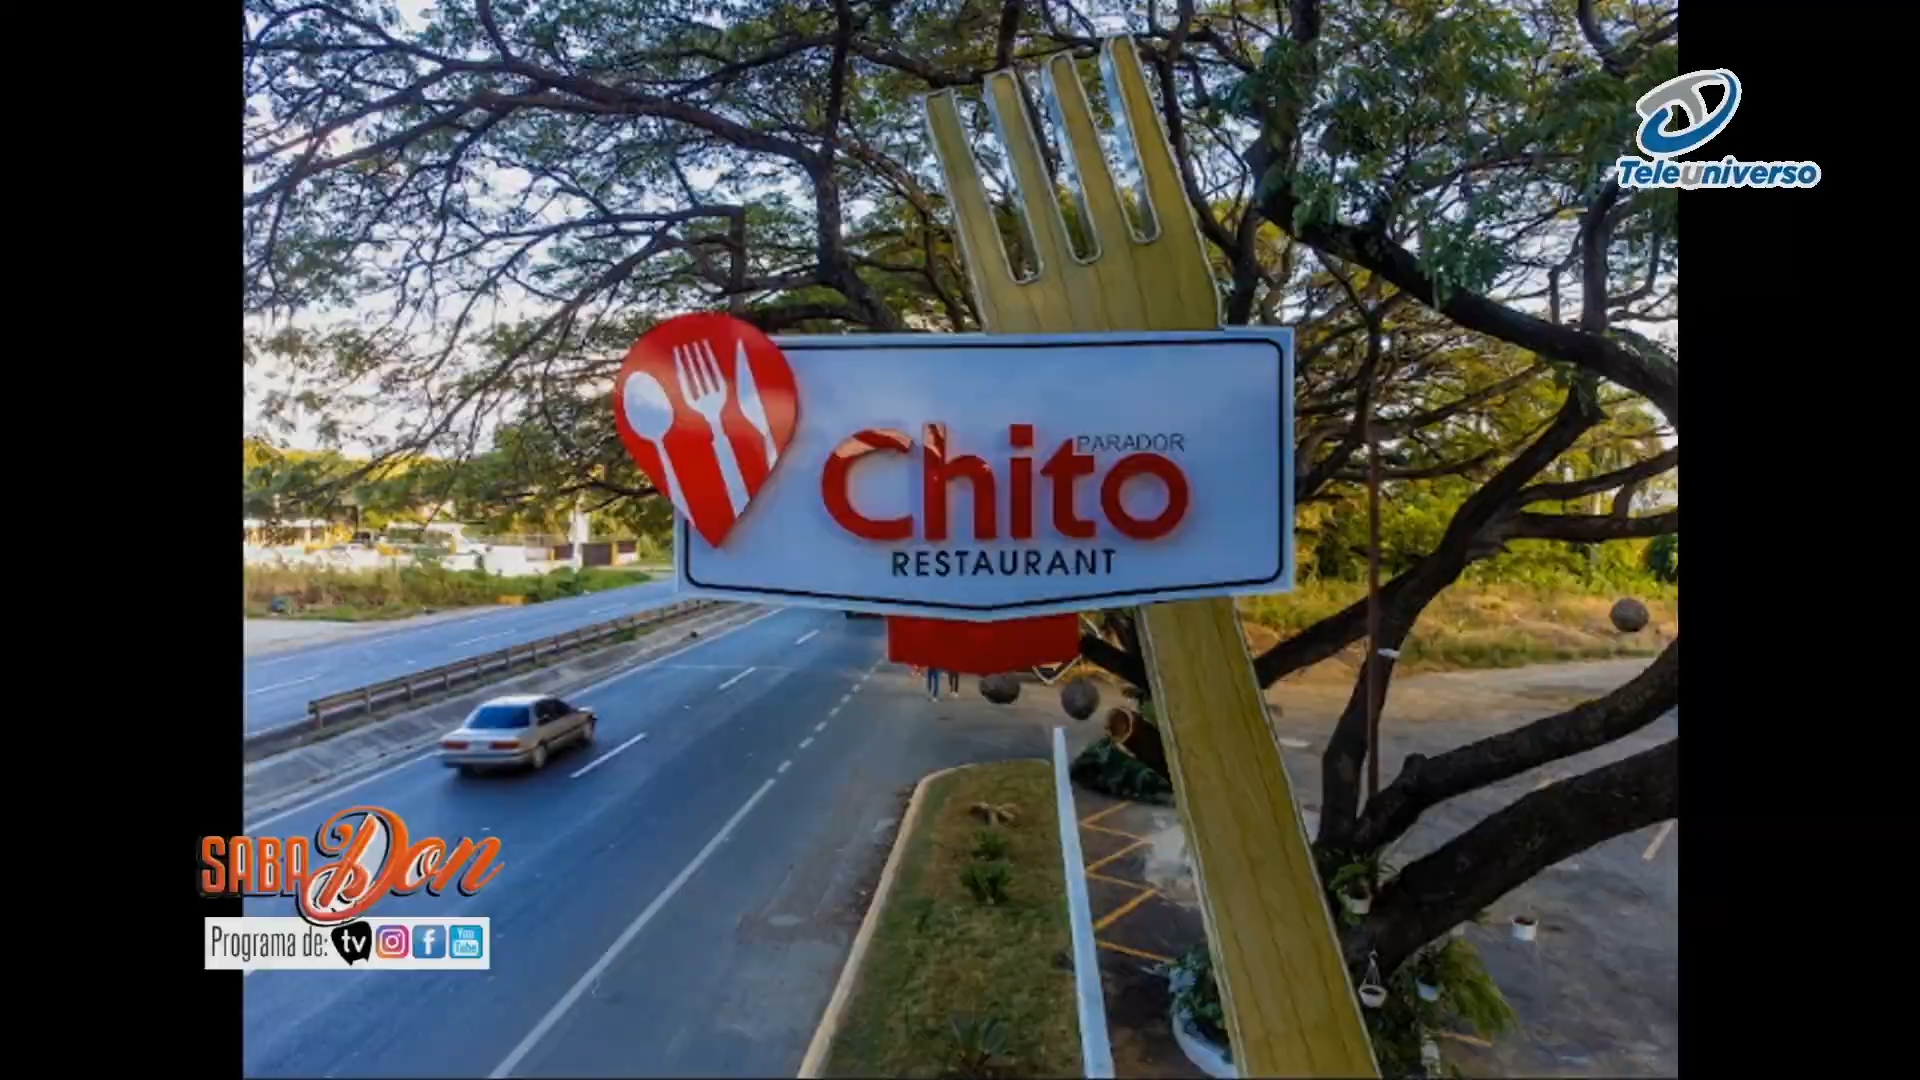 Teleuniverso
PARADOR
Chito
RESTAURANT
SABADon
Programa de: tv
You
Tube